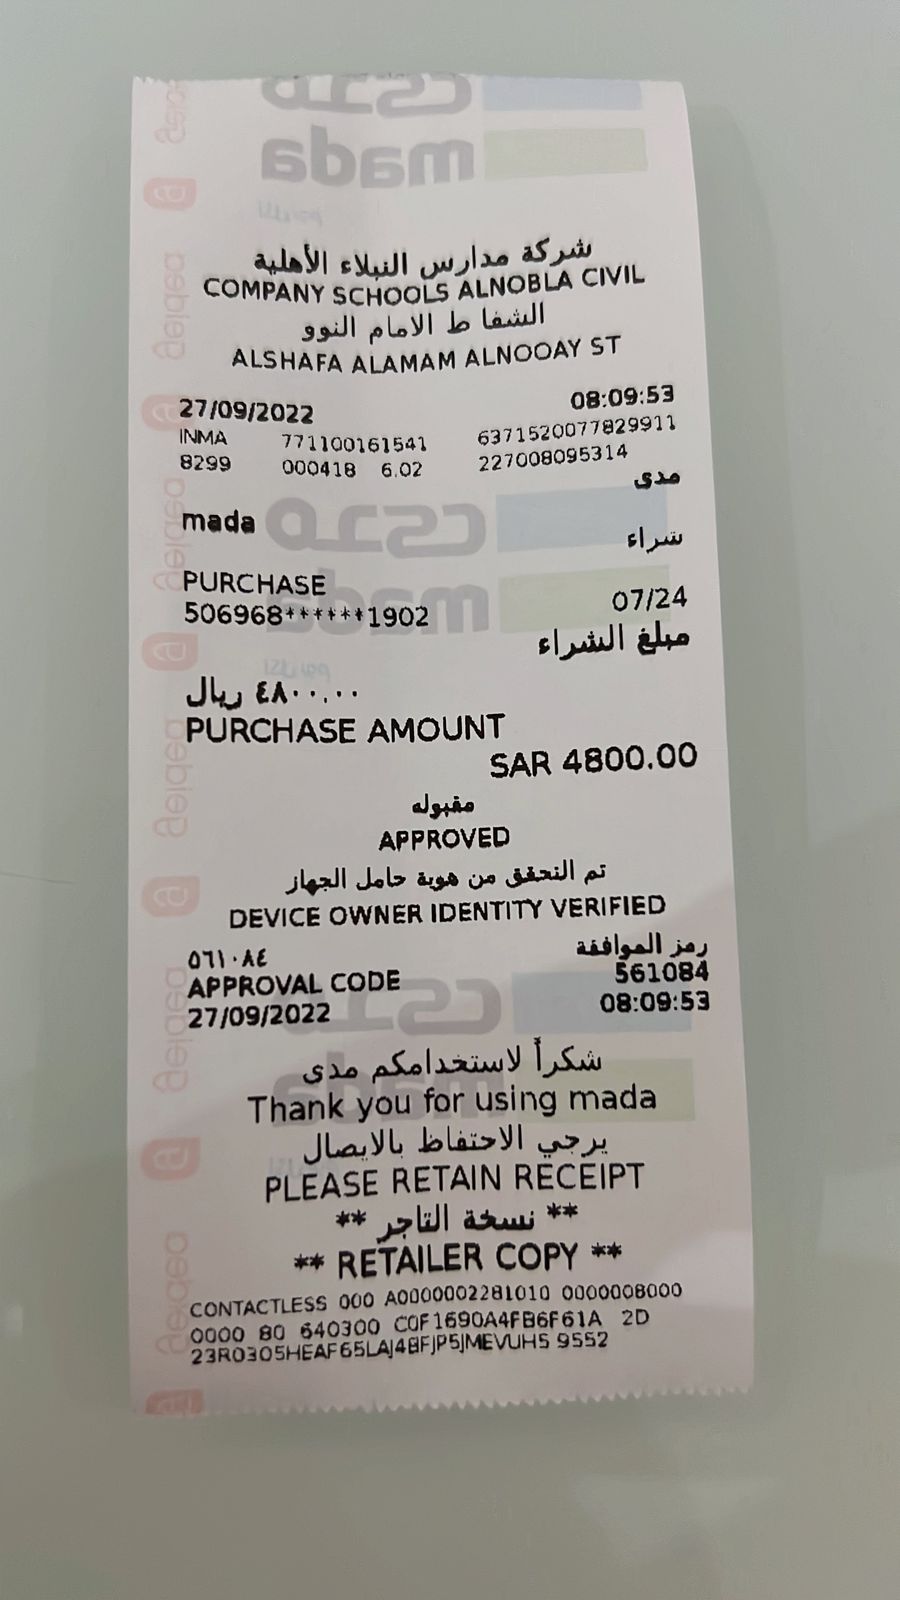 مدى
mada
شركة مدارس النبلاء الأهلية
COMPANY SCHOOLS ALNOBLA CIVIL
الشفا ط الامام النوو
ALSHAFA ALAMAM ALNOOAY ST
27/09/2022 08:09:53
INMA 771100161541 6371520077829911
8299 000418 6.02 227008095314
مدى
mada
شراء
PURCHASE
506968******1902 07/24
مبلغ الشراء
٤٨٠٠.٠٠ ريال
PURCHASE AMOUNT
SAR 4800.00
مقبوله
APPROVED
تم التحقق من هوية حامل الجهاز
DEVICE OWNER IDENTITY VERIFIED
رمز الموافقة ٥٦١٠٨٤
APPROVAL CODE 561084
27/09/2022 08:09:53
شكراً لاستخدامكم مدى
Thank you for using mada
يرجي الاحتفاظ بالايصال
PLEASE RETAIN RECEIPT
** نسخة التاجر **
** RETAILER COPY **
CONTACTLESS 000 A0000002281010 0000008000
0000 80 640300 C0F1690A4FB6F61A 2D
23R0305HEAF65LAJ4BFJP5JMEVUHS 9552
geidea